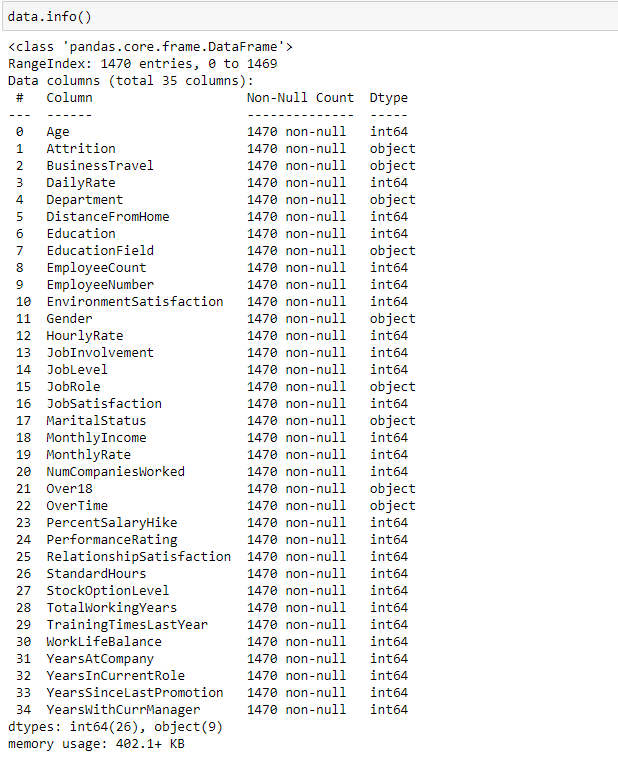 data.info()
<class 'pandas.core.frame.DataFrame'>
RangeIndex: 1470 entries, 0 to 1469
Data columns (total 35 columns):
 #   Column                    Non-Null Count  Dtype
---  ------                    --------------  -----
 0   Age                       1470 non-null   int64
 1   Attrition                 1470 non-null   object
 2   BusinessTravel            1470 non-null   object
 3   DailyRate                 1470 non-null   int64
 4   Department                1470 non-null   object
 5   DistanceFromHome          1470 non-null   int64
 6   Education                 1470 non-null   int64
 7   EducationField            1470 non-null   object
 8   EmployeeCount             1470 non-null   int64
 9   EmployeeNumber            1470 non-null   int64
 10  EnvironmentSatisfaction   1470 non-null   int64
 11  Gender                    1470 non-null   object
 12  HourlyRate                1470 non-null   int64
 13  JobInvolvement            1470 non-null   int64
 14  JobLevel                  1470 non-null   int64
 15  JobRole                   1470 non-null   object
 16  JobSatisfaction           1470 non-null   int64
 17  MaritalStatus             1470 non-null   object
 18  MonthlyIncome             1470 non-null   int64
 19  MonthlyRate               1470 non-null   int64
 20  NumCompaniesWorked        1470 non-null   int64
 21  Over18                    1470 non-null   object
 22  OverTime                  1470 non-null   object
 23  PercentSalaryHike         1470 non-null   int64
 24  PerformanceRating         1470 non-null   int64
 25  RelationshipSatisfaction  1470 non-null   int64
 26  StandardHours             1470 non-null   int64
 27  StockOptionLevel          1470 non-null   int64
 28  TotalWorkingYears         1470 non-null   int64
 29  TrainingTimesLastYear     1470 non-null   int64
 30  WorkLifeBalance           1470 non-null   int64
 31  YearsAtCompany            1470 non-null   int64
 32  YearsInCurrentRole        1470 non-null   int64
 33  YearsSinceLastPromotion   1470 non-null   int64
 34  YearsWithCurrManager      1470 non-null   int64
dtypes: int64(26), object(9)
memory usage: 402.1+ KB